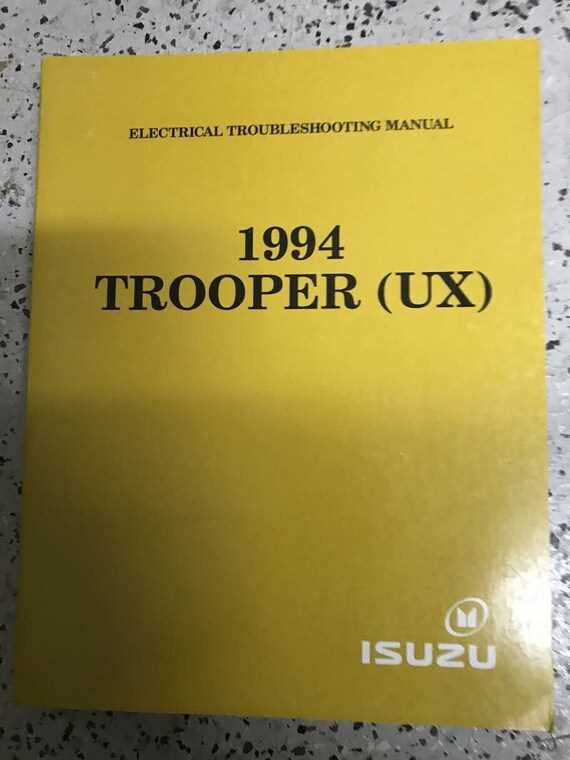 ELECTRICAL TROUBLESHOOTING MANUAL
1994
TROOPER (UX)
ISUZU